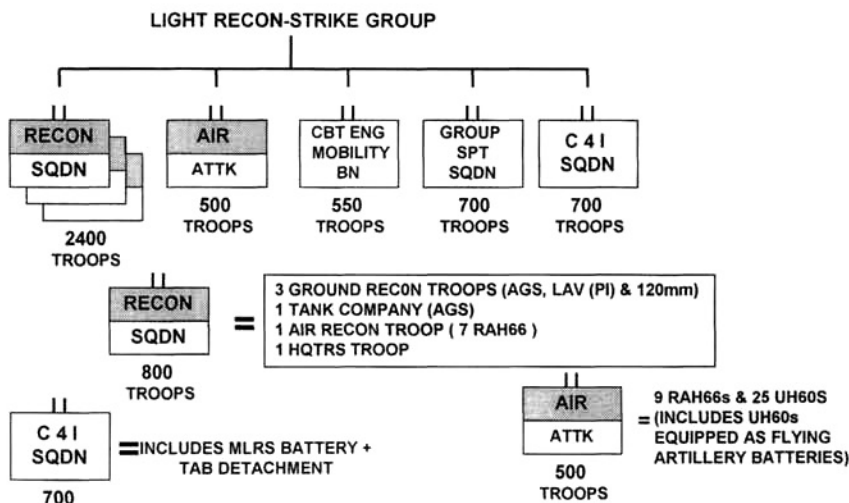 LIGHT RECON-STRIKE GROUP
RECON
SQDN
2400
TROOPS
AIR
ATTK
500
TROOPS
CBT ENG
MOBILITY
BN
550
TROOPS
GROUP
SPT
SQDN
700
TROOPS
C 4 I
SQDN
700
TROOPS
RECON
SQDN
800
TROOPS
=
3 GROUND RECON TROOPS (AGS, LAV (PI) & 120mm)
1 TANK COMPANY (AGS)
1 AIR RECON TROOP ( 7 RAH66 )
1 HQTRS TROOP
C 4 I
SQDN
700
=INCLUDES MLRS BATTERY +
TAB DETACHMENT
AIR
ATTK
500
TROOPS
9 RAH66s & 25 UH60S
= (INCLUDES UH60s
EQUIPPED AS FLYING
ARTILLERY BATTERIES)